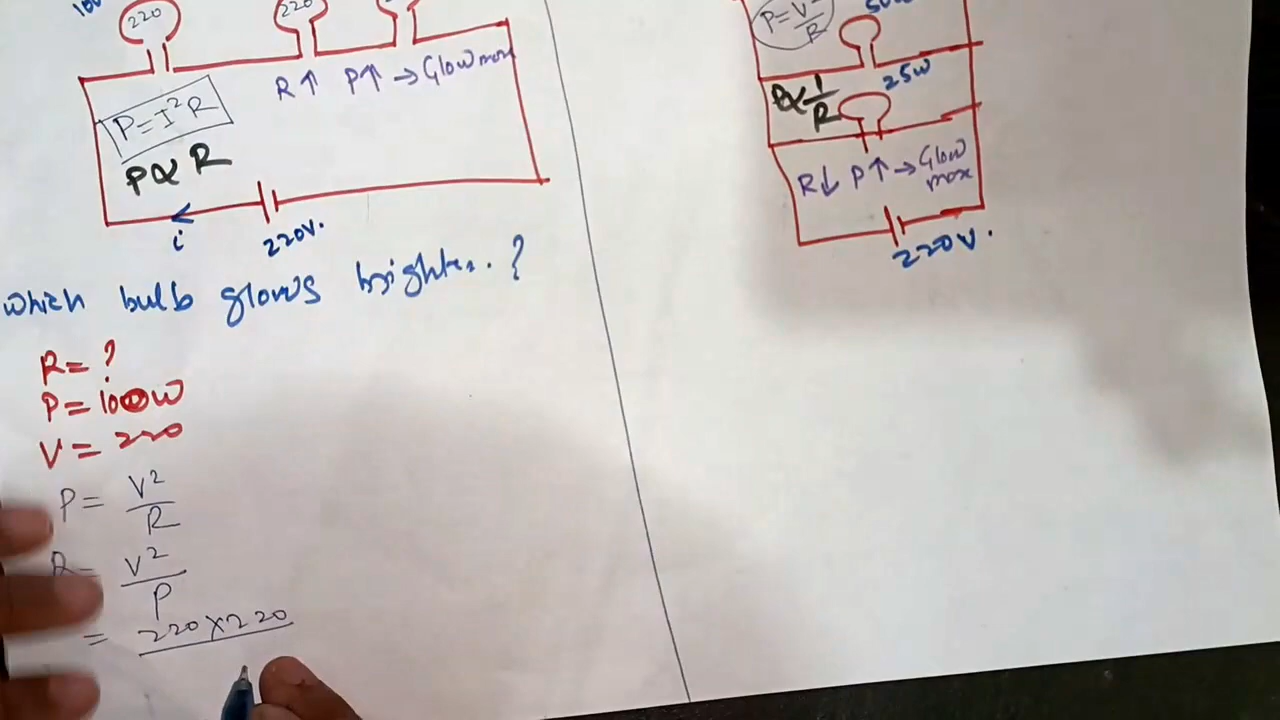 220
220
R↑ P↑ → Glow max
P=I²R
P∝R
i
220V.
which bulb glows brighter.?
R= ?
P= 100W
V= 220
P= V²/R
R= V²/P
= 220×220
P=V²/R
25W
P∝1/R
R↓ P↑ → Glow max
220V.